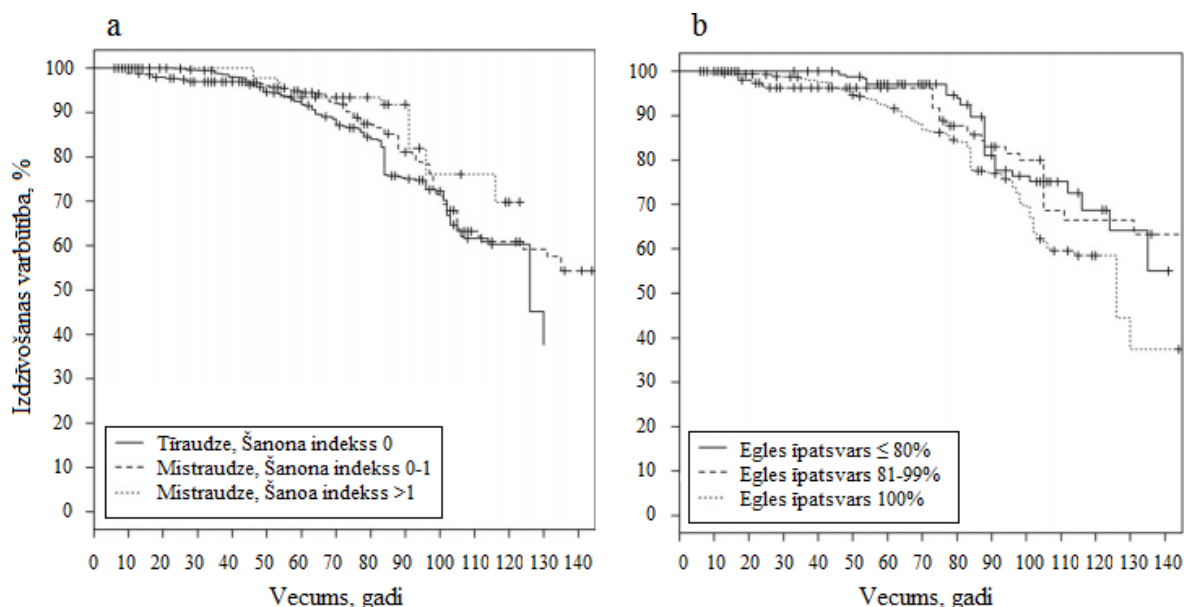 a
100
90
80
70
60
50
40
30
20
10
0
Izdzīvošanas varbūtība, %
Tīraudze, Šanona indekss 0
Mistraudze, Šanona indekss 0-1
Mistraudze, Šanoa indekss >1
0 10 20 30 40 50 60 70 80 90 100 110 120 130 140
Vecums, gadi
b
100
90
80
70
60
50
40
30
20
10
0
Egles īpatsvars ≤ 80%
Egles īpatsvars 81-99%
Egles īpatsvars 100%
0 10 20 30 40 50 60 70 80 90 100 110 120 130 140
Vecums, gadi